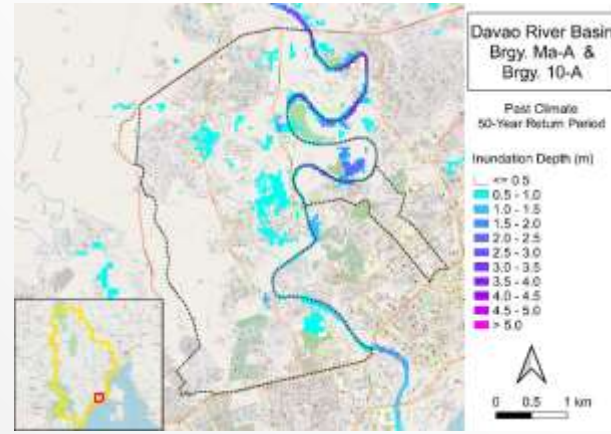 Davao River Basin
Brgy. Ma-A &
Brgy. 10-A
Past Climate
50-Year Return Period
Inundation Depth (m)
<= 0.5
0.5 - 1.0
1.0 - 1.5
1.5 - 2.0
2.0 - 2.5
2.5 - 3.0
3.0 - 3.5
3.5 - 4.0
4.0 - 4.5
4.5 - 5.0
> 5.0
0 0.5 1 km